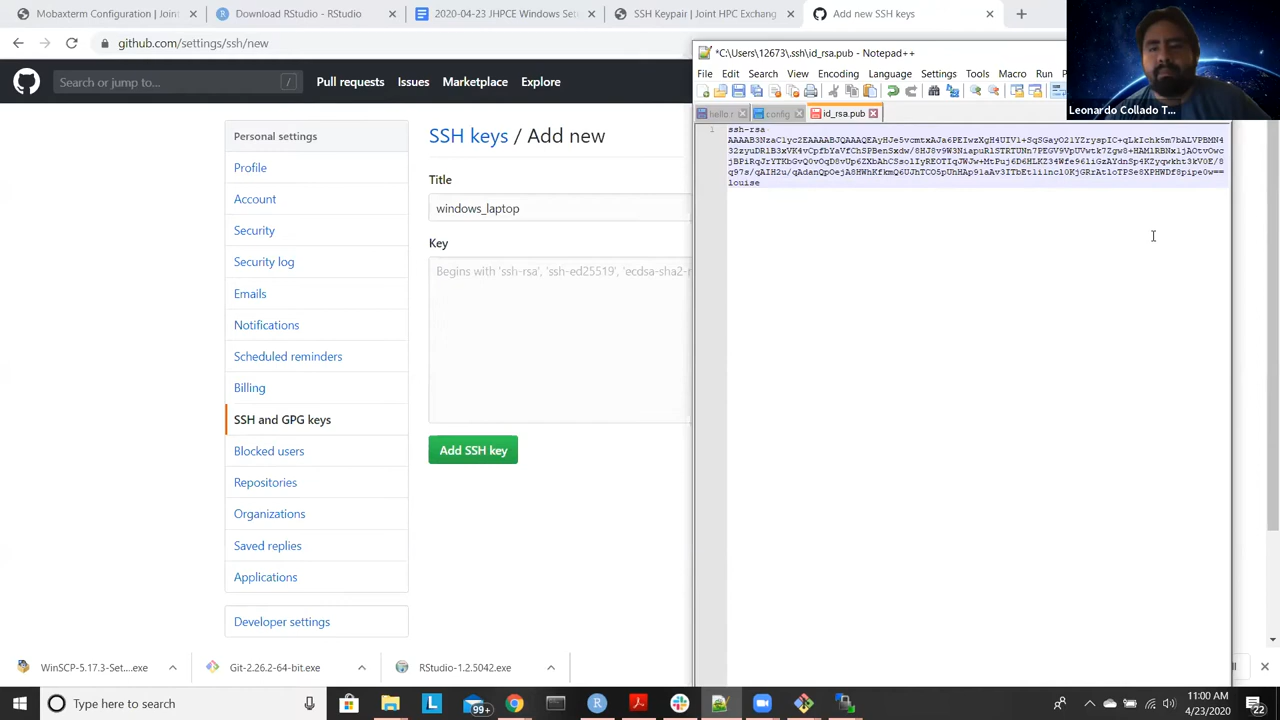 Mobaxterm Configuration | Joint
Download RStudio - RStudio
2020-04-23 JHPCE Windows Set
SSH Keypair | Joint HPC Exchang
Add new SSH keys
github.com/settings/ssh/new
Search or jump to...
/
Pull requests
Issues
Marketplace
Explore
Personal settings
Profile
Account
Security
Security log
Emails
Notifications
Scheduled reminders
Billing
SSH and GPG keys
Blocked users
Repositories
Organizations
Saved replies
Applications
Developer settings
SSH keys / Add new
Title
windows_laptop
Key
Begins with 'ssh-rsa', 'ssh-ed25519', 'ecdsa-sha2-
Add SSH key
*C:\Users\12673\.ssh\id_rsa.pub - Notepad++
File Edit Search View Encoding Language Settings Tools Macro Run
config
id_rsa.pub
1
ssh-rsa
louise
Leonardo Collado T...
WinSCP-5.17.3-Set....exe
Git-2.26.2-64-bit.exe
RStudio-1.2.5042.exe
Type here to search
99+
11:00 AM
4/23/2020
22